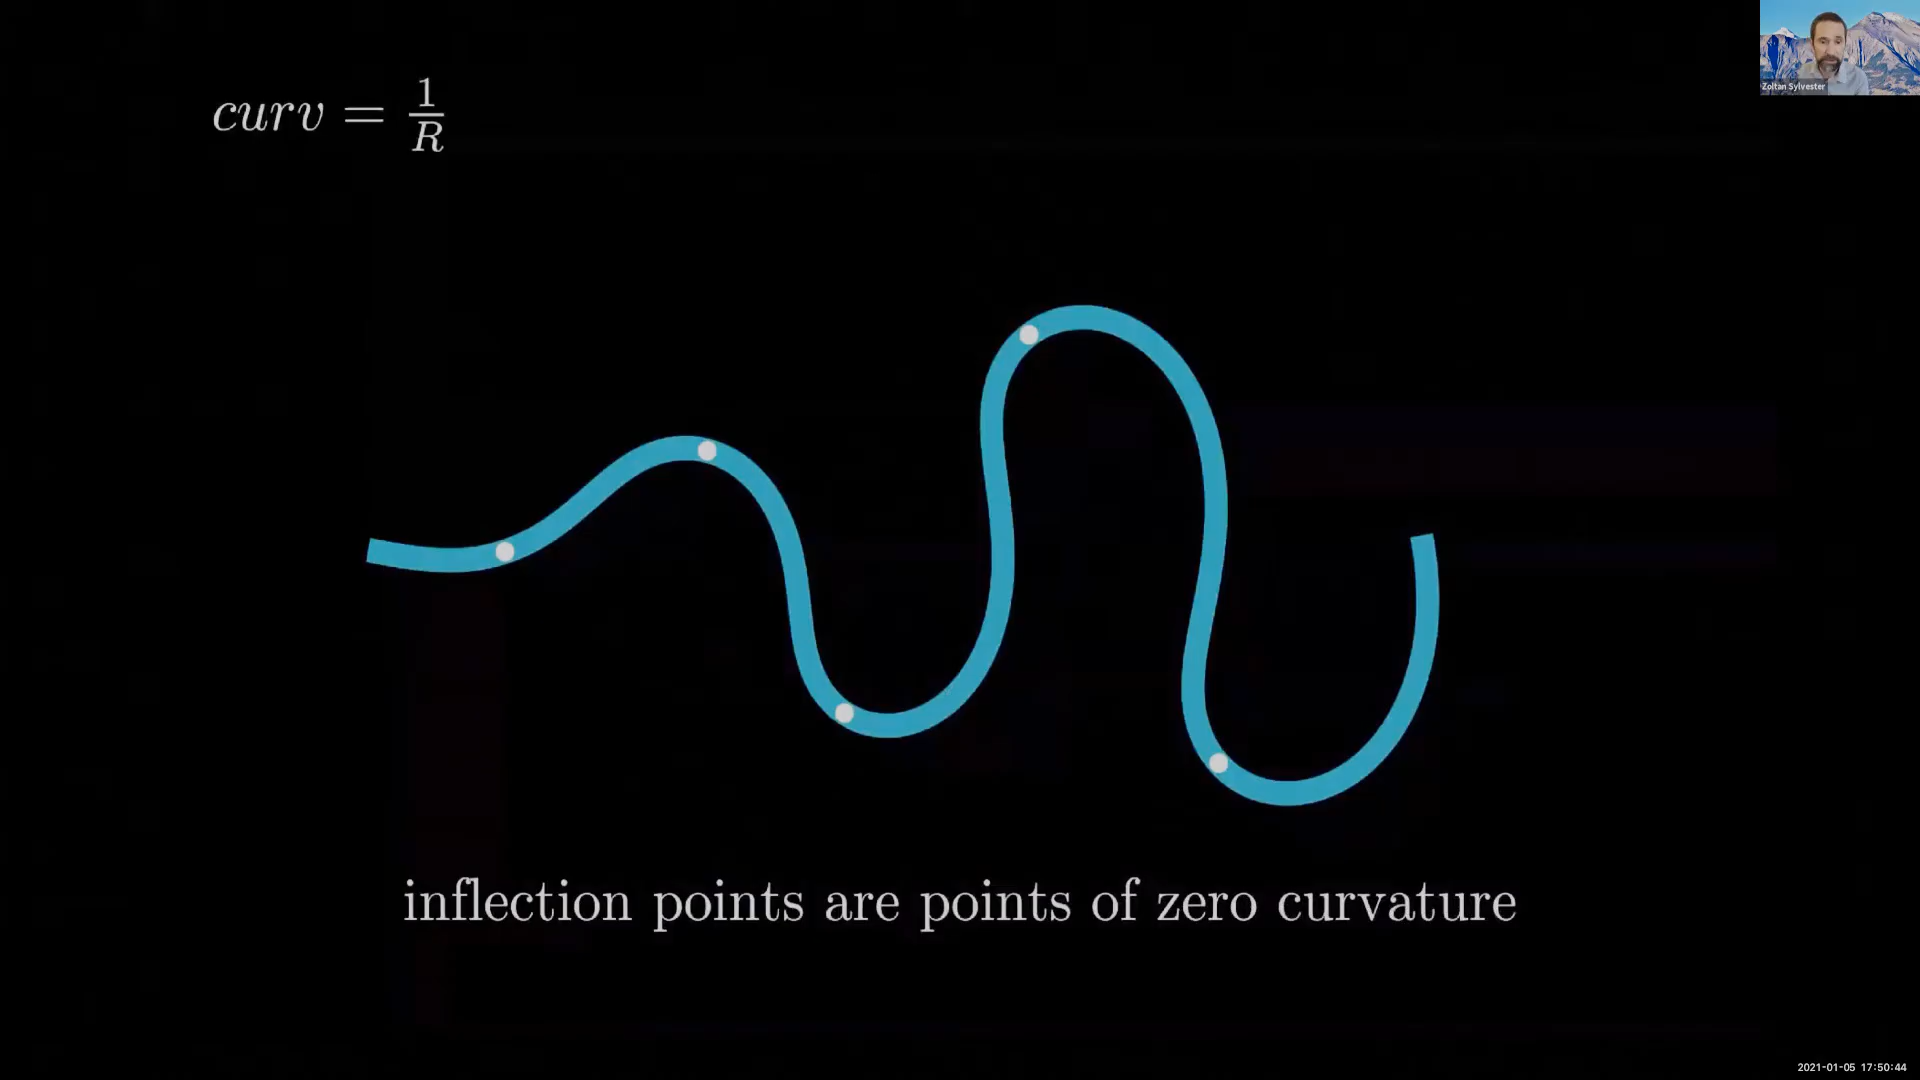 curv = 1/R
Zoltan Sylvester
inflection points are points of zero curvature
2021-01-05 17:50:44